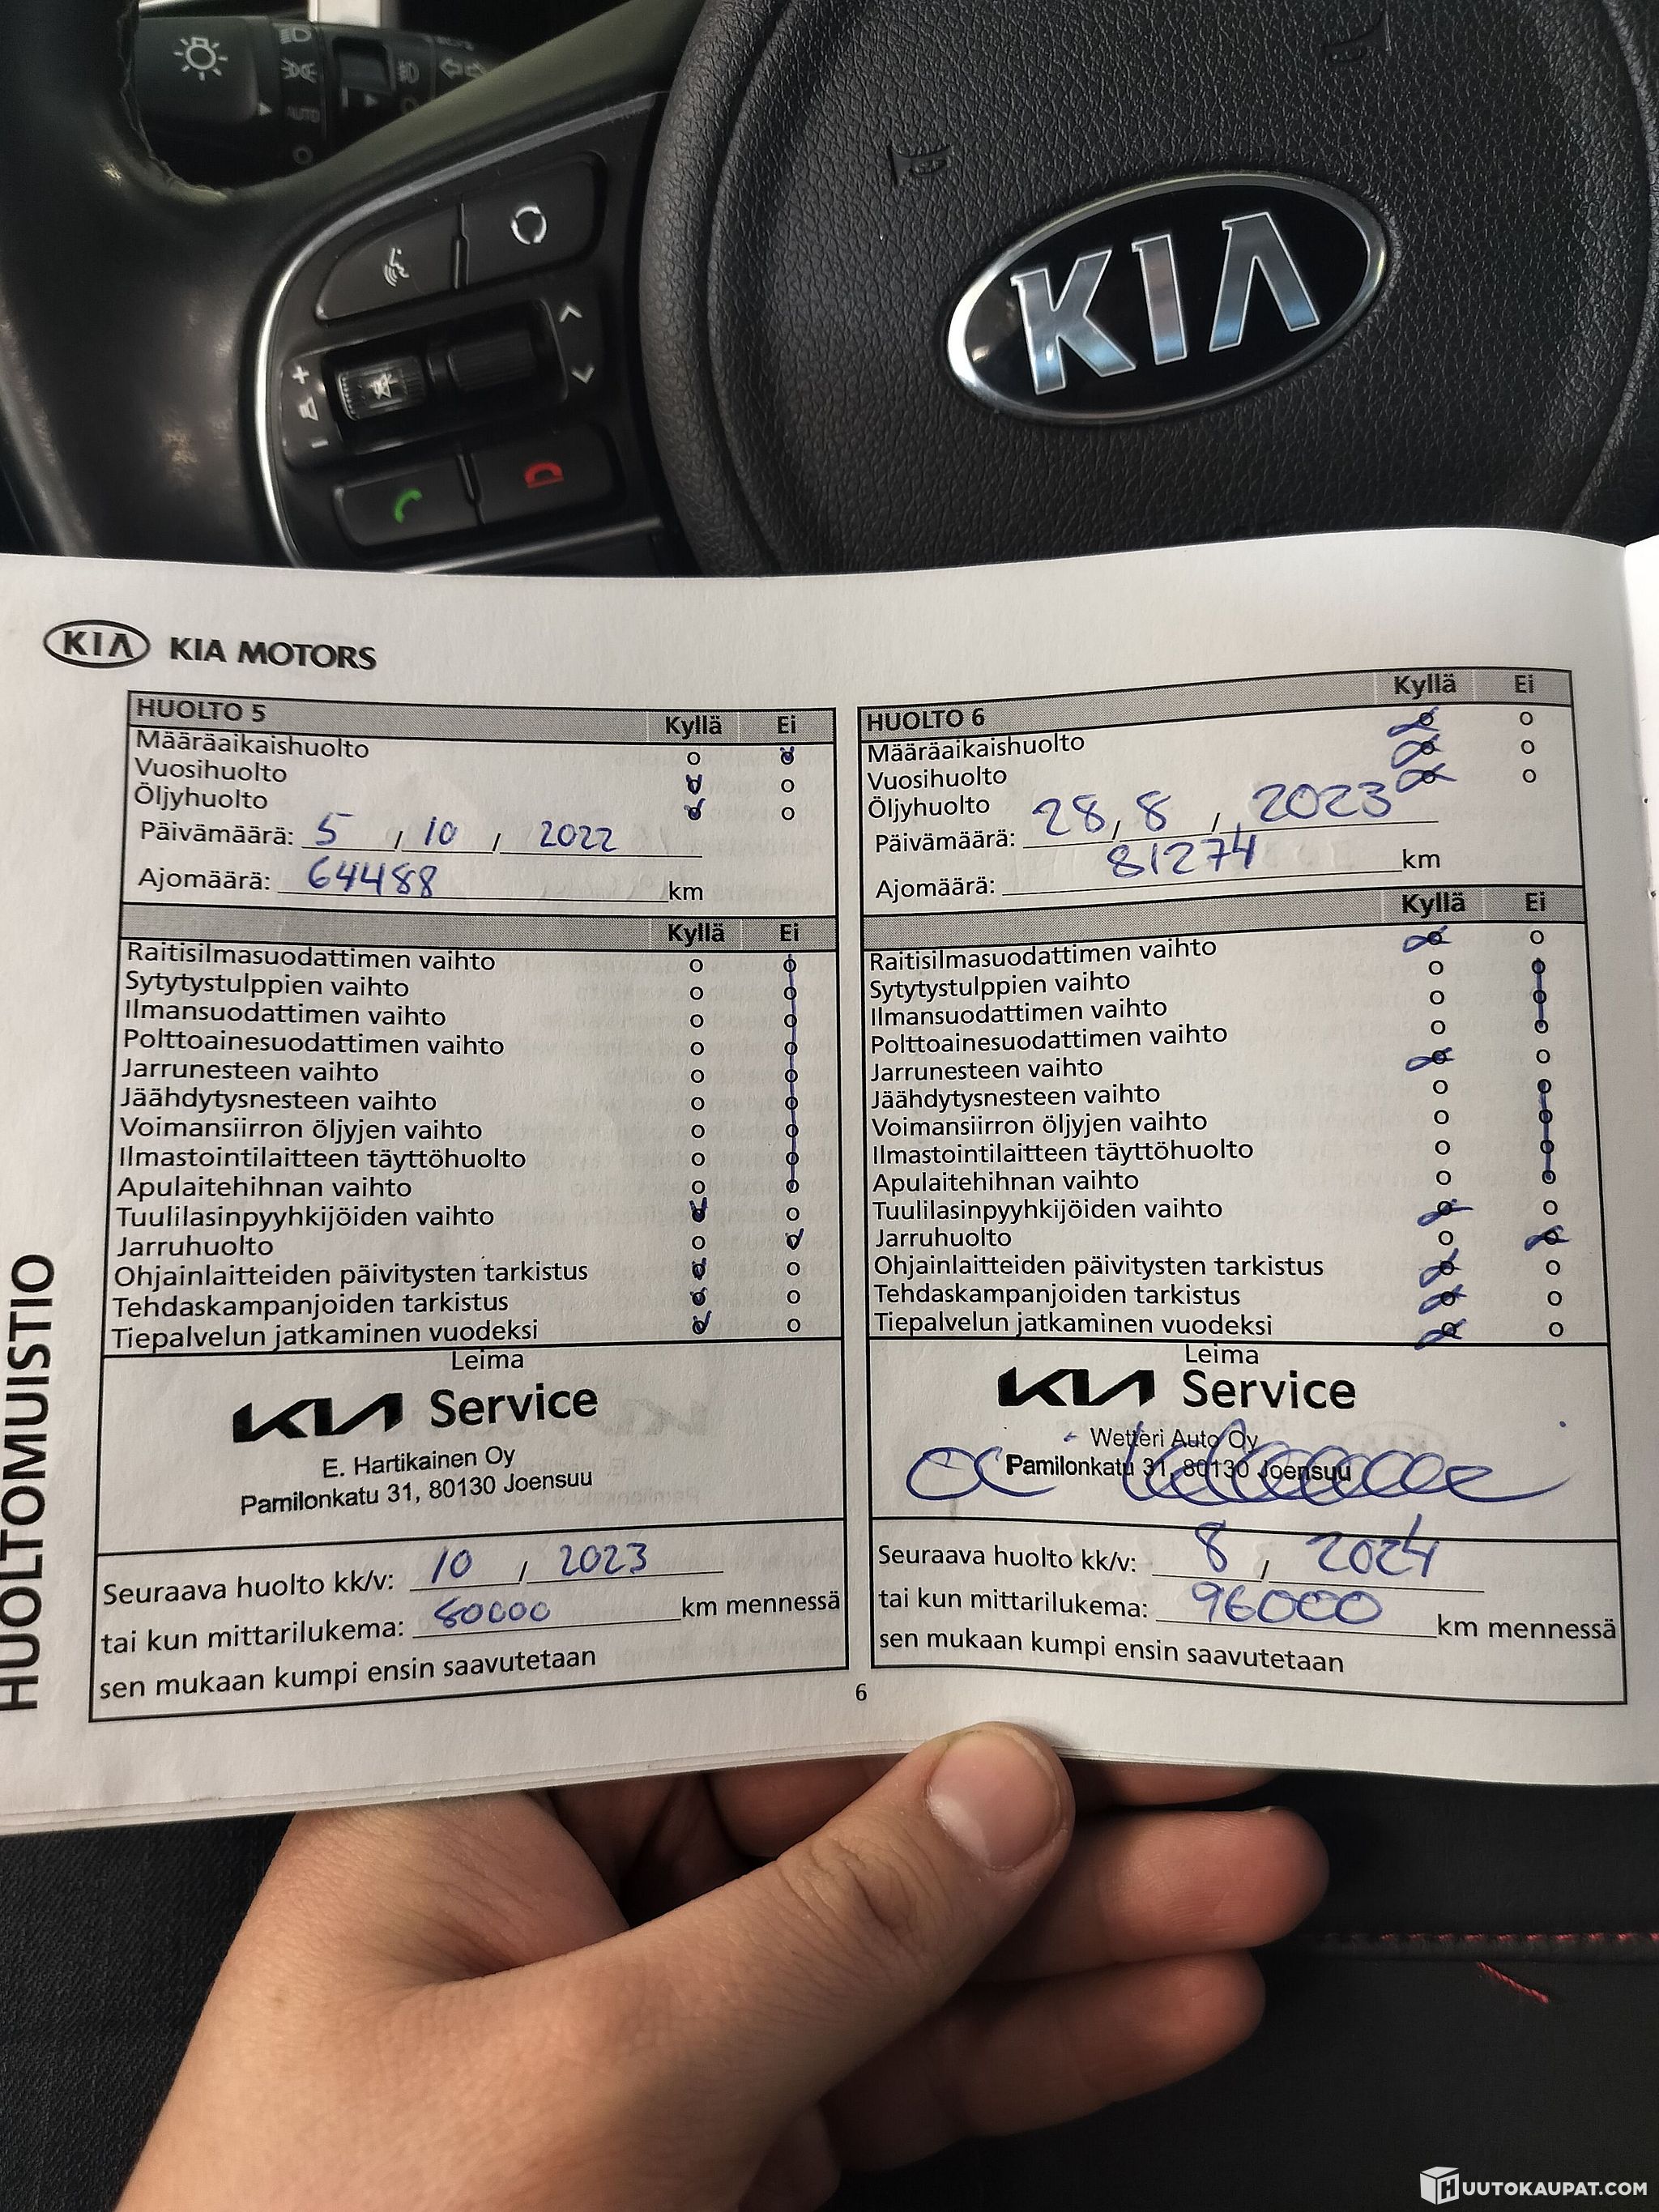 AUTO
KIA
KIA KIA MOTORS
HUOLTOMUISTIO
HUOLTO 5 Kyllä Ei
Määräaikaishuolto
Vuosihuolto
Öljyhuolto
Päivämäärä: 5 / 10 / 2022
Ajomäärä: 64488 km
Kyllä Ei
Raitisilmasuodattimen vaihto
Sytytystulppien vaihto
Ilmansuodattimen vaihto
Polttoainesuodattimen vaihto
Jarrunesteen vaihto
Jäähdytysnesteen vaihto
Voimansiirron öljyjen vaihto
Ilmastointilaitteen täyttöhuolto
Apulaitehihnan vaihto
Tuulilasinpyyhkijöiden vaihto
Jarruhuolto
Ohjainlaitteiden päivitysten tarkistus
Tehdaskampanjoiden tarkistus
Tiepalvelun jatkaminen vuodeksi
Leima
KIA Service
E. Hartikainen Oy
Pamilonkatu 31, 80130 Joensuu
Seuraava huolto kk/v: 10 / 2023
tai kun mittarilukema: 80000 km mennessä
sen mukaan kumpi ensin saavutetaan
HUOLTO 6 Kyllä Ei
Määräaikaishuolto
Vuosihuolto
Öljyhuolto
Päivämäärä: 28 / 8 / 2023
Ajomäärä: 81274 km
Kyllä Ei
Raitisilmasuodattimen vaihto
Sytytystulppien vaihto
Ilmansuodattimen vaihto
Polttoainesuodattimen vaihto
Jarrunesteen vaihto
Jäähdytysnesteen vaihto
Voimansiirron öljyjen vaihto
Ilmastointilaitteen täyttöhuolto
Apulaitehihnan vaihto
Tuulilasinpyyhkijöiden vaihto
Jarruhuolto
Ohjainlaitteiden päivitysten tarkistus
Tehdaskampanjoiden tarkistus
Tiepalvelun jatkaminen vuodeksi
Leima
KIA Service
Wetteri Auto Oy
Pamilonkatu 31, 80130 Joensuu
Seuraava huolto kk/v: 8 / 2024
tai kun mittarilukema: 96000 km mennessä
sen mukaan kumpi ensin saavutetaan
6
HUUTOKAUPAT.COM